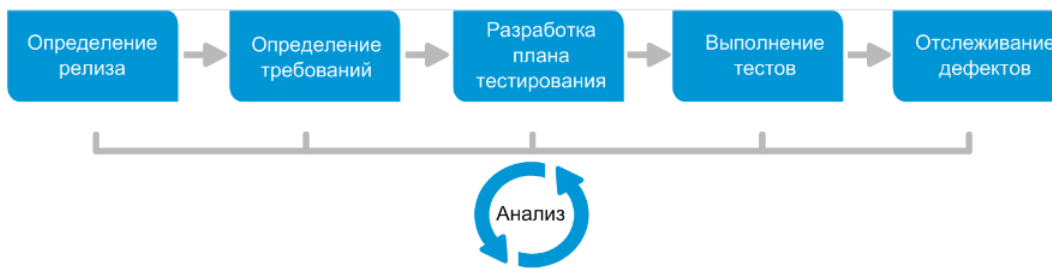 Определение
релиза
Определение
требований
Разработка
плана
тестирования
Выполнение
тестов
Отслеживание
дефектов
Анализ